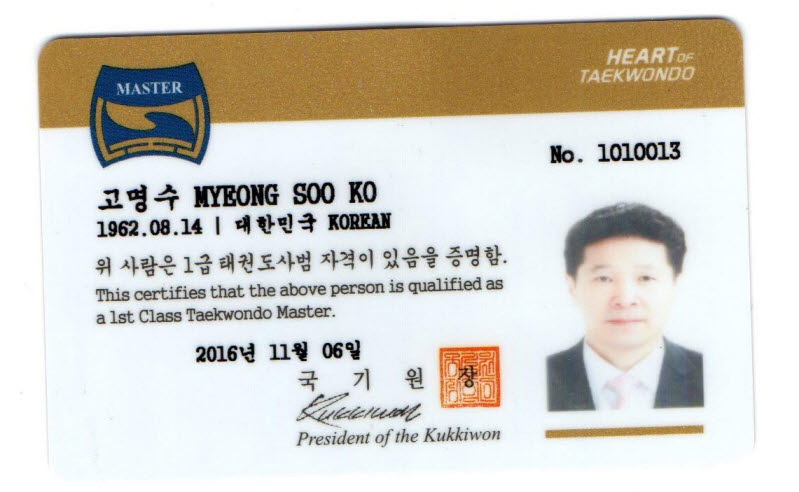 MASTER
HEART OF
TAEKWONDO
No. 1010013
고명수 MYEONG SOO KO
1962.08.14 | 대한민국 KOREAN
위 사람은 1급 태권도사범 자격이 있음을 증명함.
This certifies that the above person is qualified as
a 1st Class Taekwondo Master.
2016년 11월 06일
국 기 원 장
Kukkiwon
President of the Kukkiwon